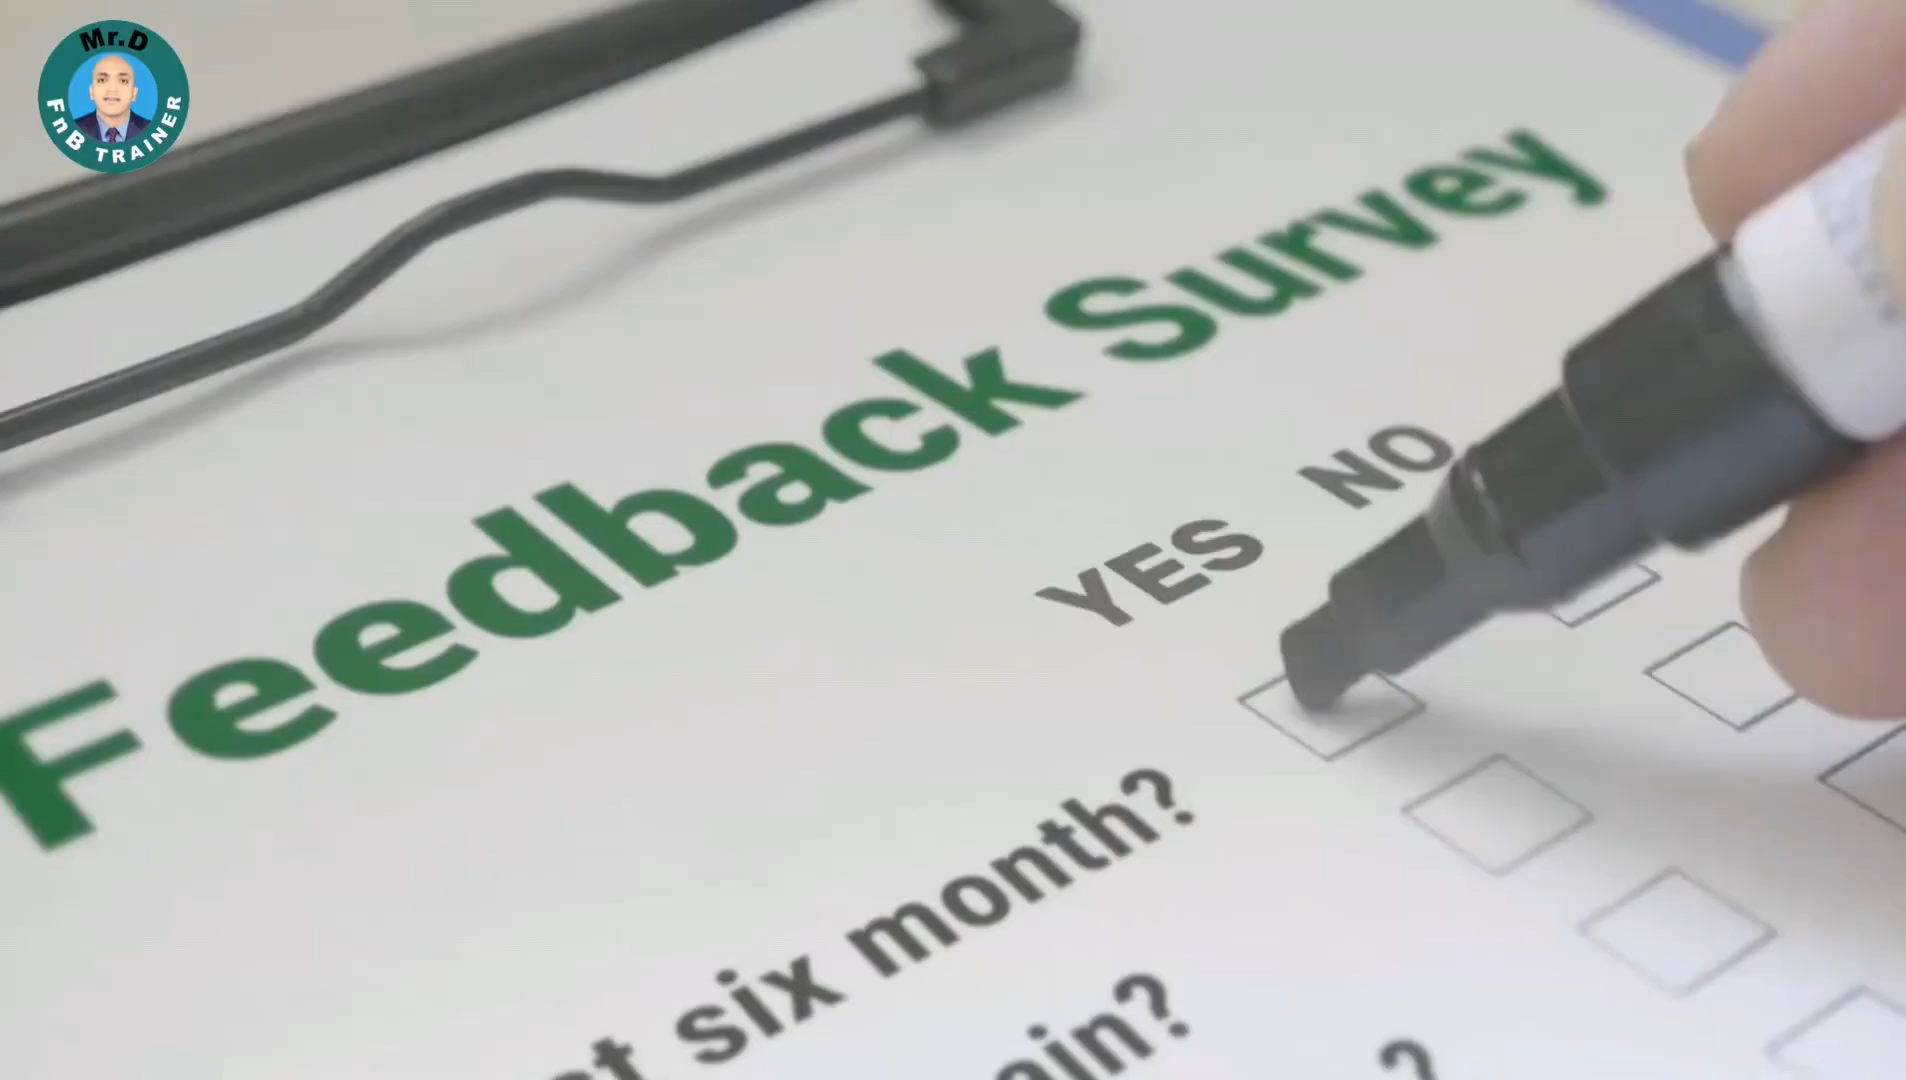 Mr.D
FnB TRAINER
Feedback Survey
YES NO
six month?
?